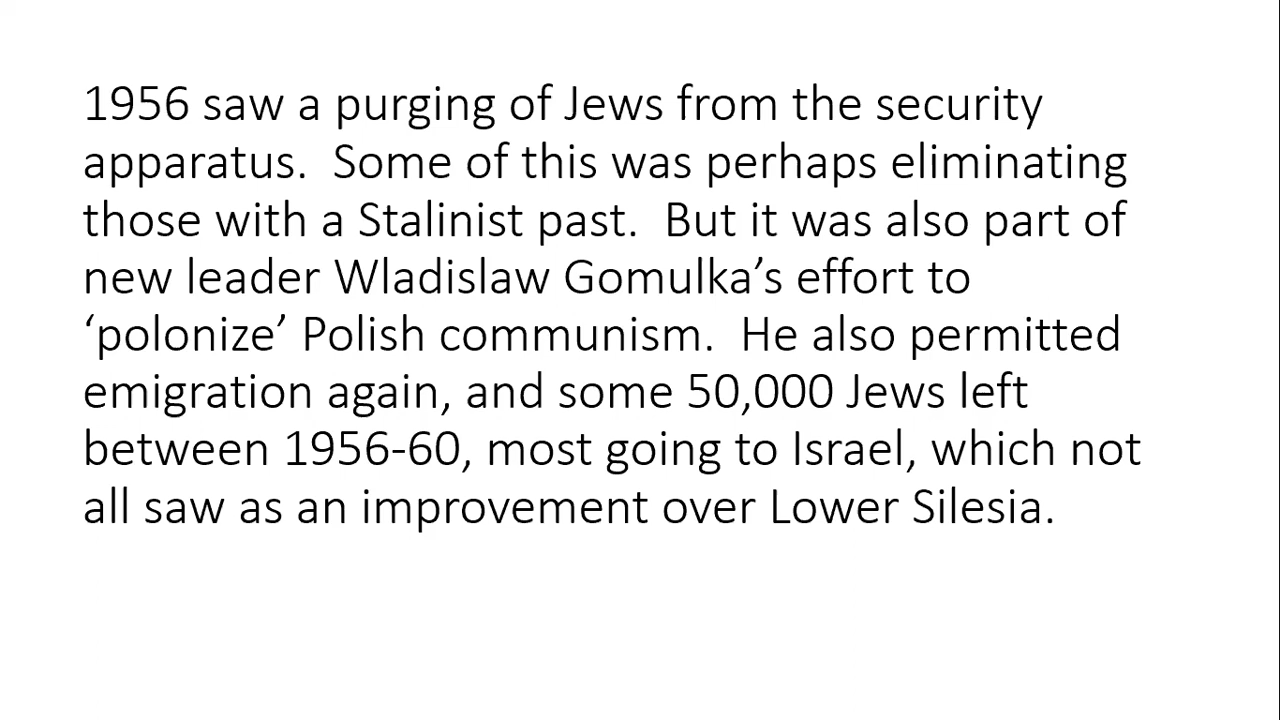 1956 saw a purging of Jews from the security
apparatus.  Some of this was perhaps eliminating
those with a Stalinist past.  But it was also part of
new leader Wladislaw Gomulka’s effort to
‘polonize’ Polish communism.  He also permitted
emigration again, and some 50,000 Jews left
between 1956-60, most going to Israel, which not
all saw as an improvement over Lower Silesia.